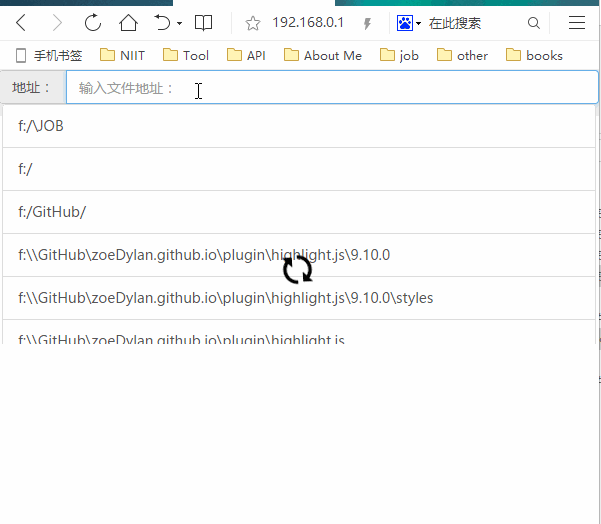 192.168.0.1 在此搜索
手机书签 NIIT Tool API About Me job other books
地址： 输入文件地址：
f:/\JOB
f:/
f:/GitHub/
f:\\GitHub\zoeDylan.github.io\plugin\highlight.js\9.10.0
f:\\GitHub\zoeDylan.github.io\plugin\highlight.js\9.10.0\styles
f:\\GitHub\zoeDylan.github.io\plugin\highlight.js